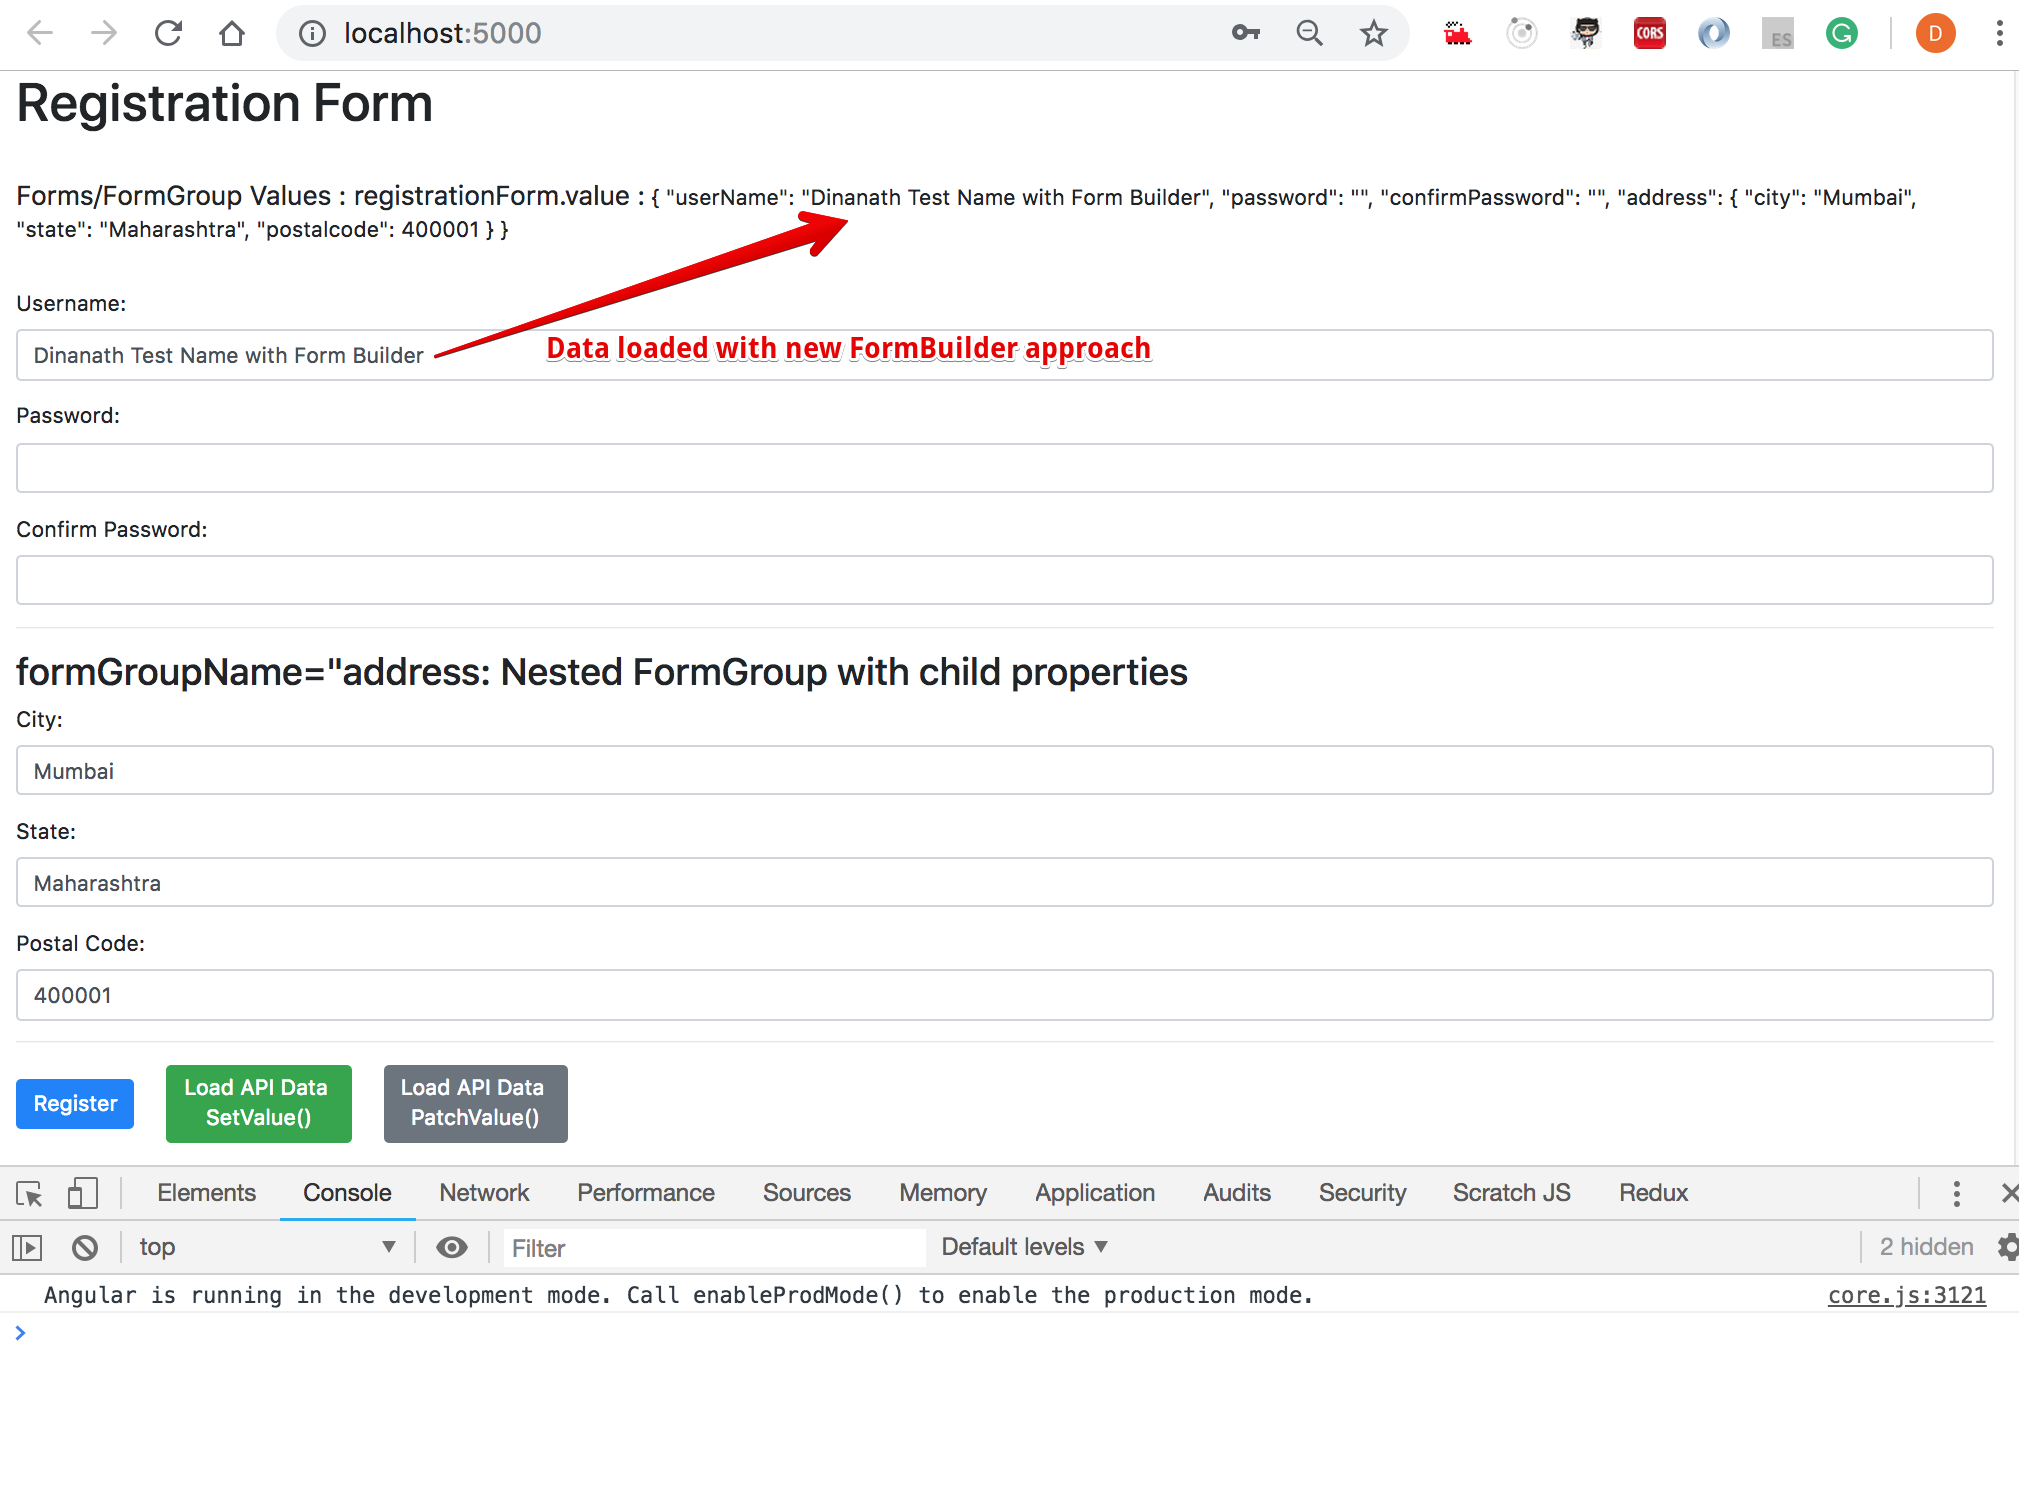 localhost:5000
CORS
ES
G
D
Registration Form
Forms/FormGroup Values : registrationForm.value : { "userName": "Dinanath Test Name with Form Builder", "password": "", "confirmPassword": "", "address": { "city": "Mumbai",
"state": "Maharashtra", "postalcode": 400001 } }
Username:
Dinanath Test Name with Form Builder
Data loaded with new FormBuilder approach
Password:
Confirm Password:
formGroupName="address: Nested FormGroup with child properties
City:
Mumbai
State:
Maharashtra
Postal Code:
400001
Register
Load API Data
SetValue()
Load API Data
PatchValue()
Elements Console Network Performance Sources Memory Application Audits Security Scratch JS Redux
top Filter Default levels 2 hidden
Angular is running in the development mode. Call enableProdMode() to enable the production mode. core.js:3121